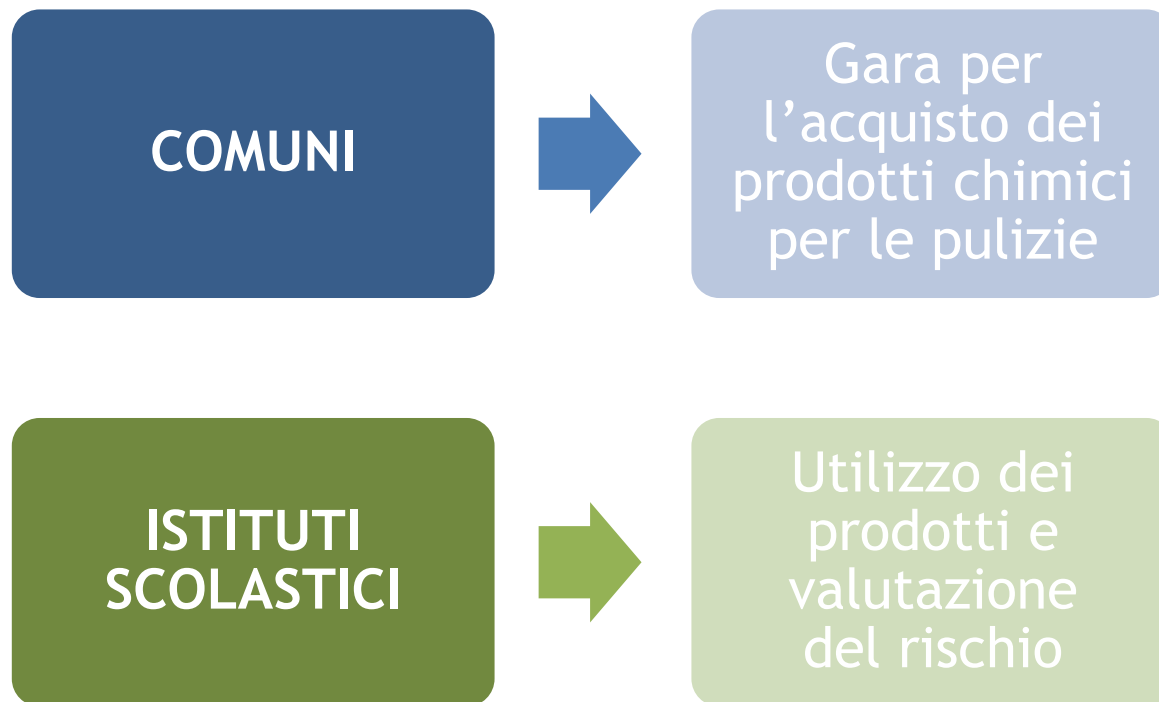 COMUNI
Gara per
l’acquisto dei
prodotti chimici
per le pulizie
ISTITUTI
SCOLASTICI
Utilizzo dei
prodotti e
valutazione
del rischio